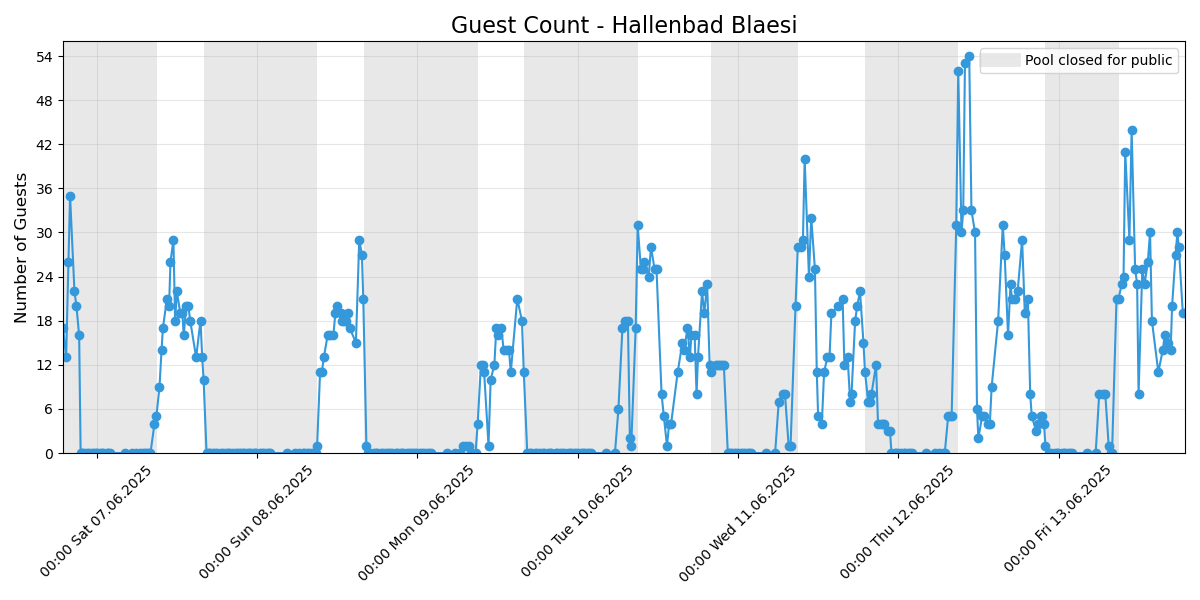 Guest Count - Hallenbad Blaesi
Pool closed for public
Number of Guests
54
48
42
36
30
24
18
12
6
0
00:00 Sat 07.06.2025
00:00 Sun 08.06.2025
00:00 Mon 09.06.2025
00:00 Tue 10.06.2025
00:00 Wed 11.06.2025
00:00 Thu 12.06.2025
00:00 Fri 13.06.2025